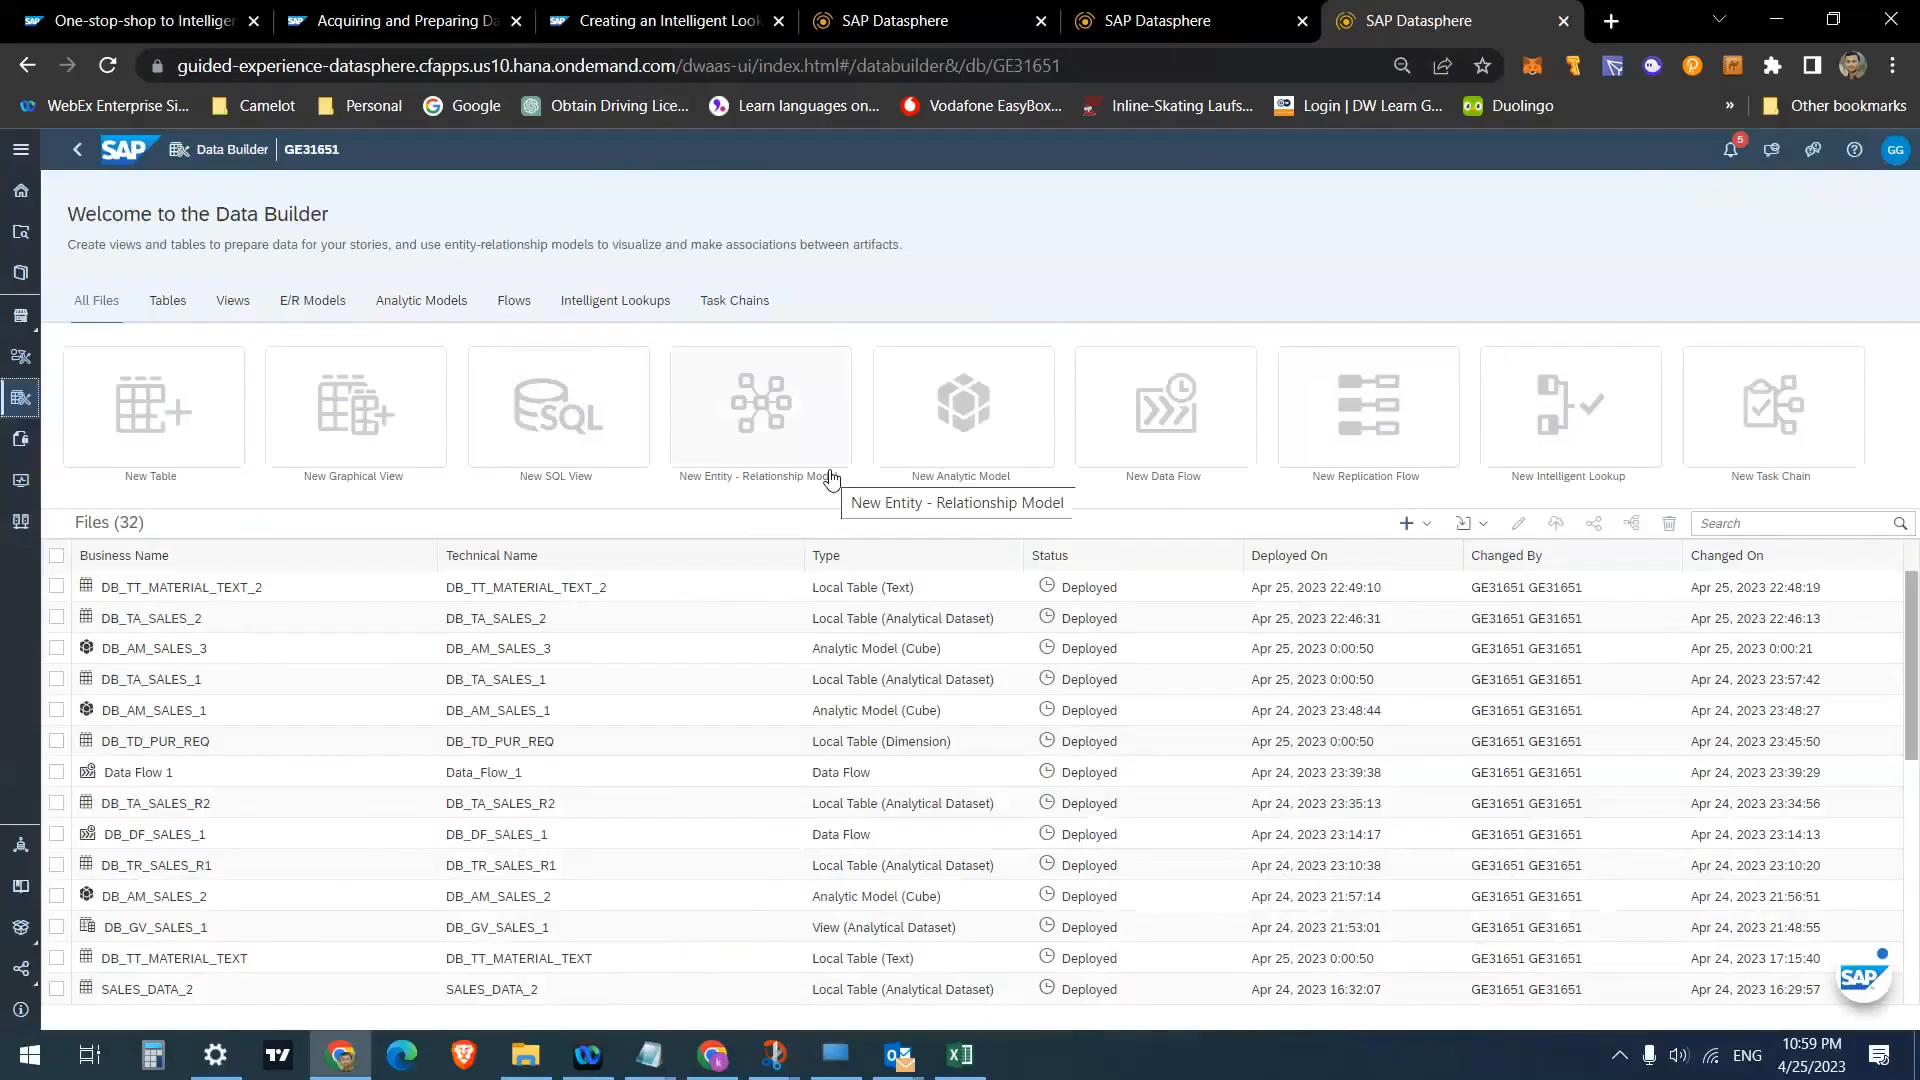 One-stop-shop to Intelligen
Acquiring and Preparing Da
Creating an Intelligent Look
SAP Datasphere
SAP Datasphere
SAP Datasphere
guided-experience-datasphere.cfapps.us10.hana.ondemand.com/dwaas-ui/index.html#/databuilder&/db/GE31651
WebEx Enterprise Si...
Camelot
Personal
Google
Obtain Driving Lice...
Learn languages on...
Vodafone EasyBox...
Inline-Skating Laufs...
Login | DW Learn G...
Duolingo
»
Other bookmarks
SAP
Data Builder
GE31651
5
GG
Welcome to the Data Builder
Create views and tables to prepare data for your stories, and use entity-relationship models to visualize and make associations between artifacts.
All Files Tables Views E/R Models Analytic Models Flows Intelligent Lookups Task Chains
SQL
New Table New Graphical View New SQL View New Entity - Relationship Model New Analytic Model New Data Flow New Replication Flow New Intelligent Lookup New Task Chain
New Entity - Relationship Model
Files (32)
Search
Business Name Technical Name Type Status Deployed On Changed By Changed On
DB_TT_MATERIAL_TEXT_2 DB_TT_MATERIAL_TEXT_2 Local Table (Text) Deployed Apr 25, 2023 22:49:10 GE31651 GE31651 Apr 25, 2023 22:48:19
DB_TA_SALES_2 DB_TA_SALES_2 Local Table (Analytical Dataset) Deployed Apr 25, 2023 22:46:31 GE31651 GE31651 Apr 25, 2023 22:46:13
DB_AM_SALES_3 DB_AM_SALES_3 Analytic Model (Cube) Deployed Apr 25, 2023 0:00:50 GE31651 GE31651 Apr 25, 2023 0:00:21
DB_TA_SALES_1 DB_TA_SALES_1 Local Table (Analytical Dataset) Deployed Apr 25, 2023 0:00:50 GE31651 GE31651 Apr 24, 2023 23:57:42
DB_AM_SALES_1 DB_AM_SALES_1 Analytic Model (Cube) Deployed Apr 24, 2023 23:48:44 GE31651 GE31651 Apr 24, 2023 23:48:27
DB_TD_PUR_REQ DB_TD_PUR_REQ Local Table (Dimension) Deployed Apr 25, 2023 0:00:50 GE31651 GE31651 Apr 24, 2023 23:45:50
Data Flow 1 Data_Flow_1 Data Flow Deployed Apr 24, 2023 23:39:38 GE31651 GE31651 Apr 24, 2023 23:39:29
DB_TA_SALES_R2 DB_TA_SALES_R2 Local Table (Analytical Dataset) Deployed Apr 24, 2023 23:35:13 GE31651 GE31651 Apr 24, 2023 23:34:56
DB_DF_SALES_1 DB_DF_SALES_1 Data Flow Deployed Apr 24, 2023 23:14:17 GE31651 GE31651 Apr 24, 2023 23:14:13
DB_TR_SALES_R1 DB_TR_SALES_R1 Local Table (Analytical Dataset) Deployed Apr 24, 2023 23:10:38 GE31651 GE31651 Apr 24, 2023 23:10:20
DB_AM_SALES_2 DB_AM_SALES_2 Analytic Model (Cube) Deployed Apr 24, 2023 21:57:14 GE31651 GE31651 Apr 24, 2023 21:56:51
DB_GV_SALES_1 DB_GV_SALES_1 View (Analytical Dataset) Deployed Apr 24, 2023 21:53:01 GE31651 GE31651 Apr 24, 2023 21:48:55
DB_TT_MATERIAL_TEXT DB_TT_MATERIAL_TEXT Local Table (Text) Deployed Apr 25, 2023 0:00:50 GE31651 GE31651 Apr 24, 2023 17:15:40
SALES_DATA_2 SALES_DATA_2 Local Table (Analytical Dataset) Deployed Apr 24, 2023 16:32:07 GE31651 GE31651 Apr 24, 2023 16:29:57
SAP
ENG
10:59 PM
4/25/2023